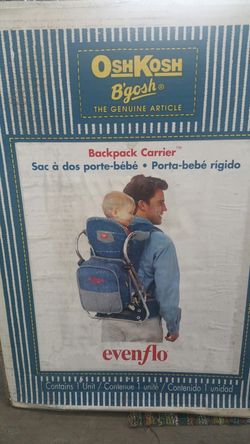 OSHKOSH
B'gosh®
THE GENUINE ARTICLE
Backpack Carrier™
Sac à dos porte-bébé • Porta-bebé rígido
evenflo
Contains 1 Unit / Contenue 1 unité / Contenido 1 unidad